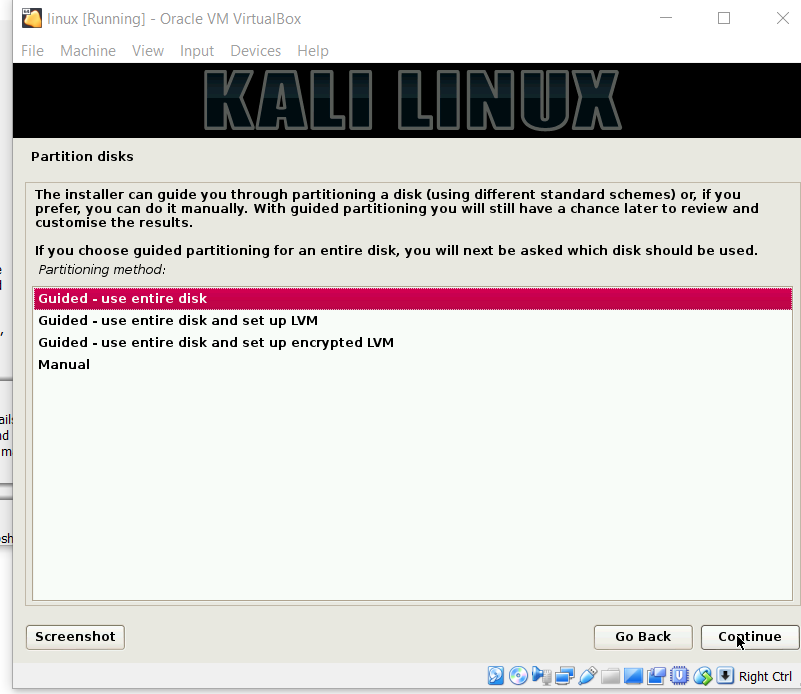 linux [Running] - Oracle VM VirtualBox
File Machine View Input Devices Help
KALI LINUX
Partition disks
The installer can guide you through partitioning a disk (using different standard schemes) or, if you
prefer, you can do it manually. With guided partitioning you will still have a chance later to review and
customise the results.
If you choose guided partitioning for an entire disk, you will next be asked which disk should be used.
Partitioning method:
Guided - use entire disk
Guided - use entire disk and set up LVM
Guided - use entire disk and set up encrypted LVM
Manual
Screenshot Go Back Continue
Right Ctrl